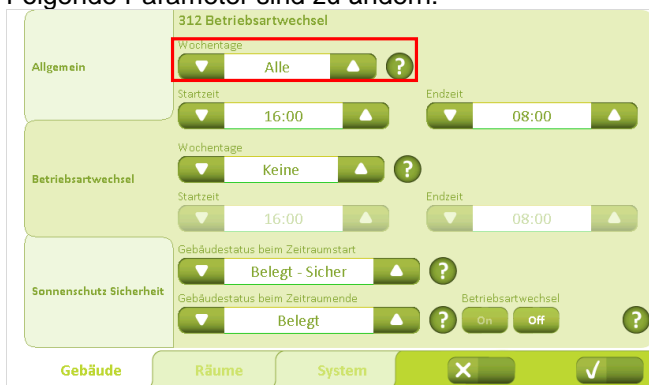 Folgende Parameter sind zu ändern:
312 Betriebsartwechsel
Wochentage
Allgemein
Alle
?
Startzeit
Endzeit
16:00
08:00
Wochentage
Betriebsartwechsel
Keine
?
Startzeit
Endzeit
16:00
08:00
Gebäudestatus beim Zeitraumstart
Belegt - Sicher
?
Sonnenschutz Sicherheit
Gebäudestatus beim Zeitraumende
Betriebsartwechsel
Belegt
?
On
Off
?
Gebäude
Räume
System